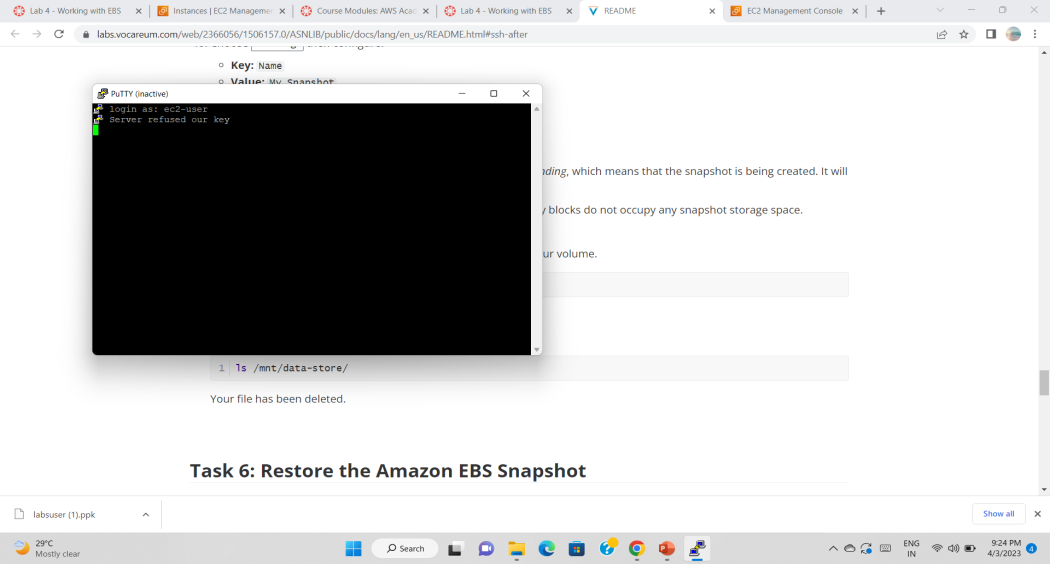 Lab 4 - Working with EBS
Instances | EC2 Managemen
Course Modules: AWS Acad
Lab 4 - Working with EBS
README
EC2 Management Console
labs.vocareum.com/web/2366056/1506157.0/ASNLIB/public/docs/lang/en_us/README.html#ssh-after
Key: Name
Value: My Snapshot
PuTTY (inactive)
login as: ec2-user
Server refused our key
nding, which means that the snapshot is being created. It will
y blocks do not occupy any snapshot storage space.
ur volume.
1 ls /mnt/data-store/
Your file has been deleted.
Task 6: Restore the Amazon EBS Snapshot
labsuser (1).ppk
Show all
29°C
Mostly clear
Search
ENG
IN
9:24 PM
4/3/2023
4